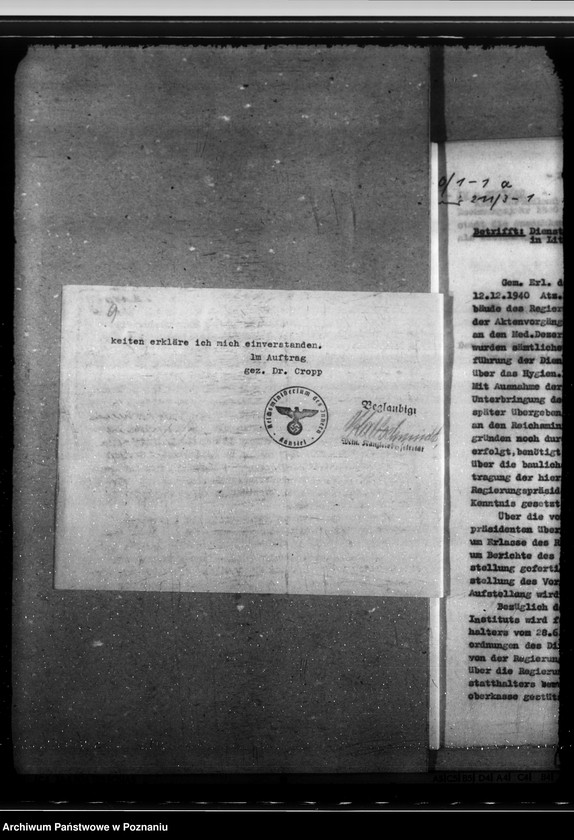 keiten erkläre ich mich einverstanden.
Im Auftrag
gez. Dr. Cropp
Reichsministerium des Innern
Kanzlei
Beglaubigt
0/1-1 a
211/2-1
Betrifft: Dienst
in Lit
Gem. Erl. d
12.12.1940 Atz.
bäude des Regier
der Aktenvorgäng
an den Med.Dezer
wurden sämtliche
führung der Dien
über das Hygien.
Mit Ausnahme der
Unterbringung de
später übergeben
an den Reichsmin
gründen noch dur
erfolgt, benötigt
über die baulich
tragung der hier
Regierungspräsid
Kenntnis gesetzt
Über die vo
präsidenten über
um Erlasse des R
um Berichte des
stellung geferti
stellung des Vor
Aufstellung wird
Bezüglich d
Instituts wird f
halters vom 28.6
ordnungen des Di
von der Regierun
über die Regieru
statthalters
oberkasse gestüt
Archiwum Państwowe w Poznaniu